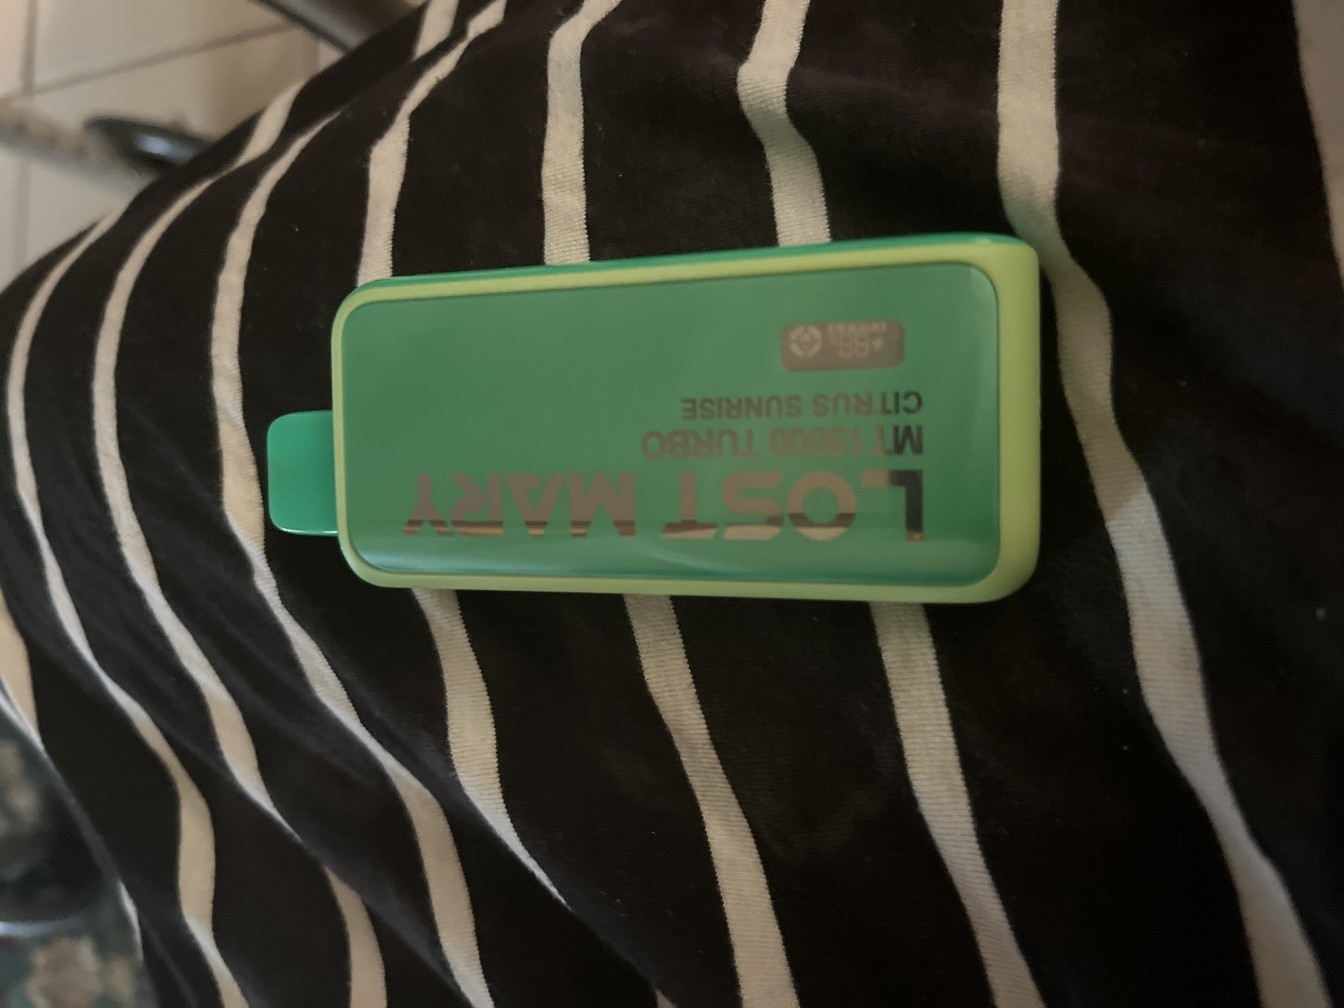 LOST MARY
MT15000 TURBO
CITRUS SUNRISE